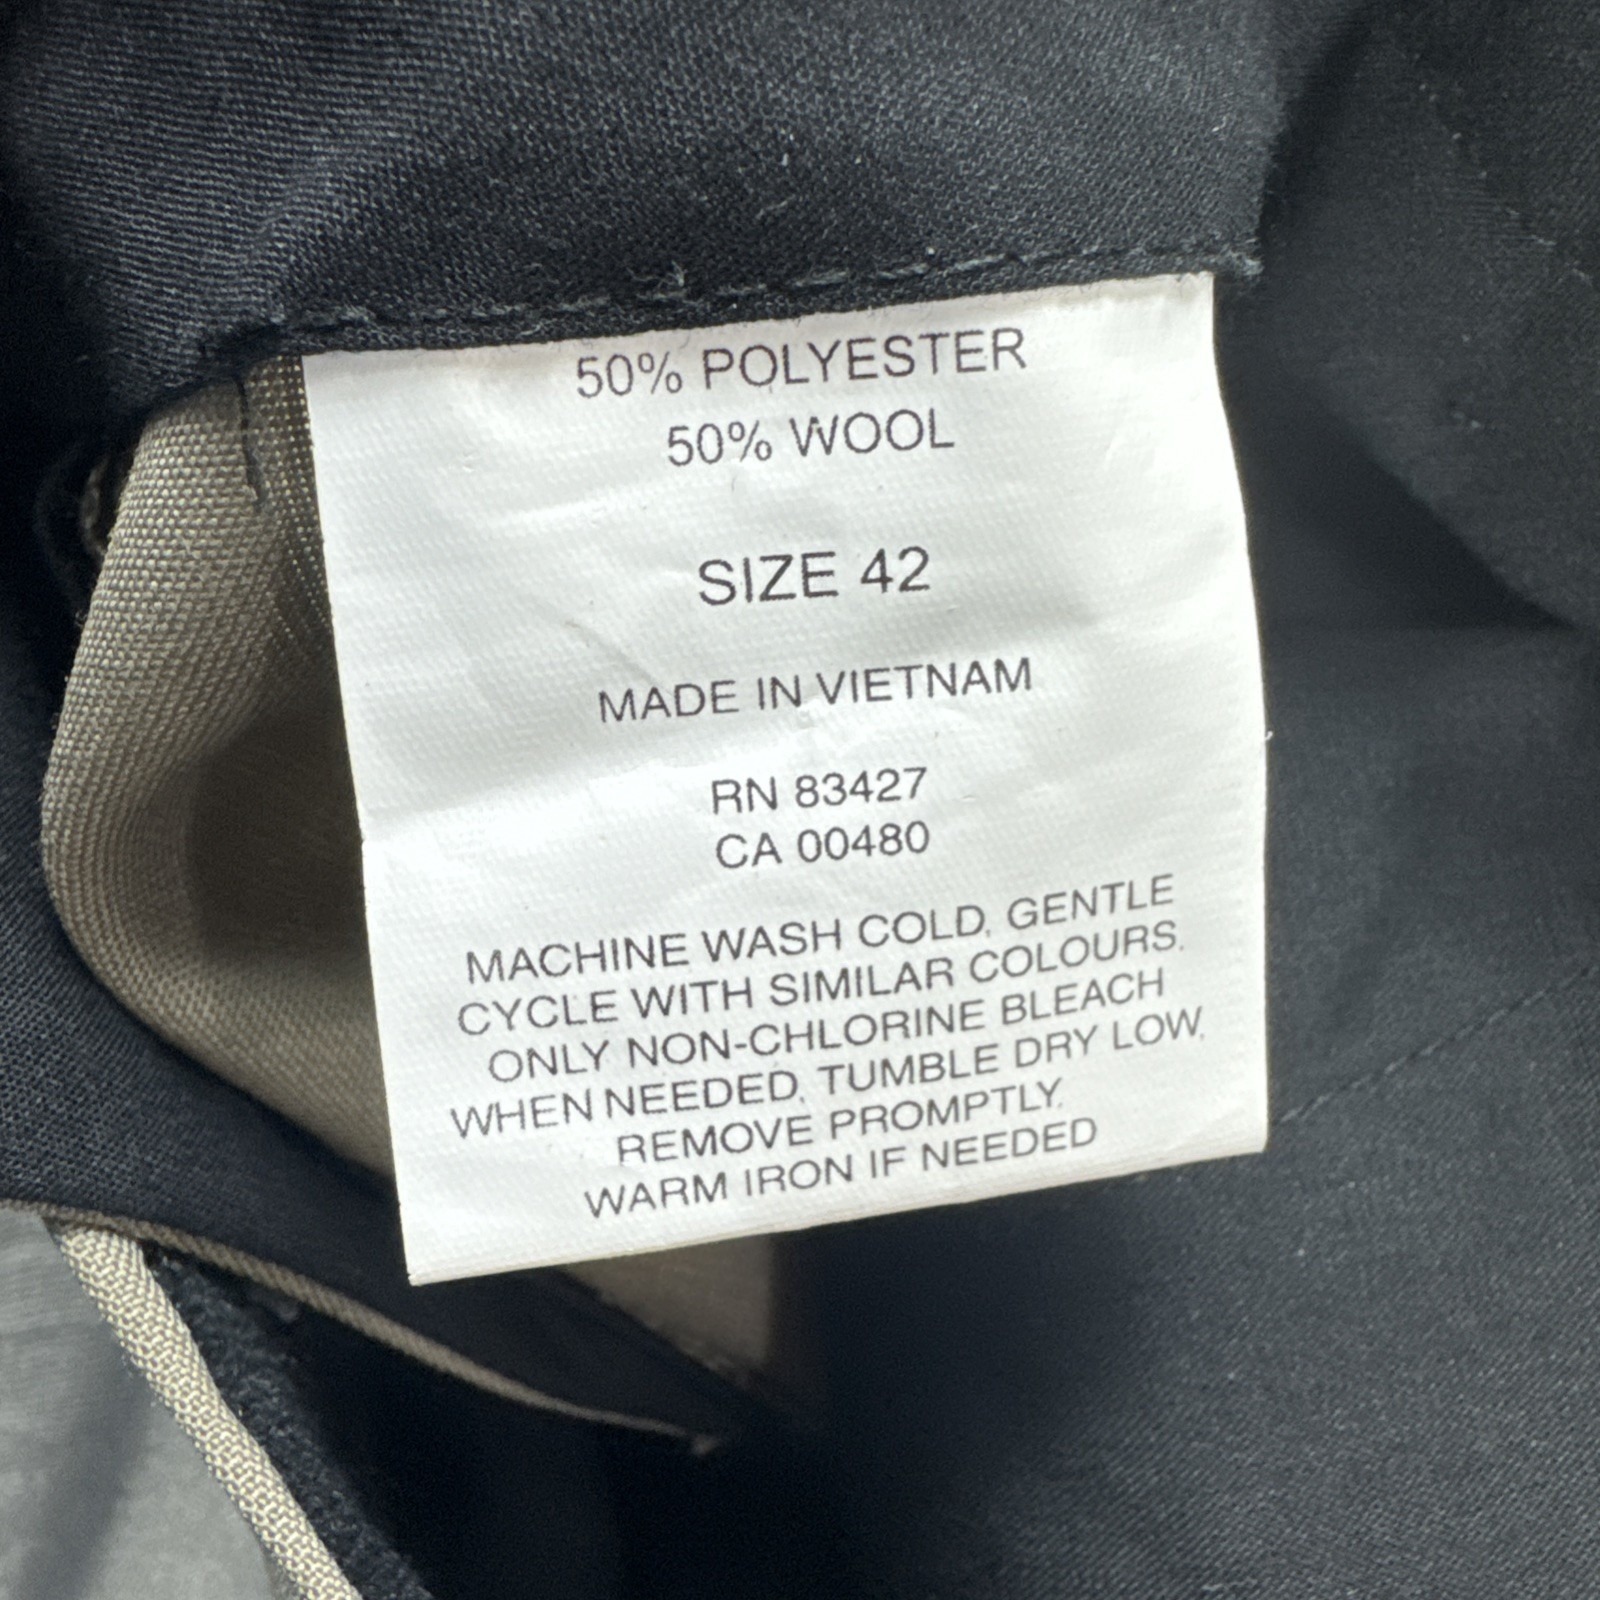 50% POLYESTER
50% WOOL
SIZE 42
MADE IN VIETNAM
RN 83427
CA 00480
MACHINE WASH COLD, GENTLE
CYCLE WITH SIMILAR COLOURS.
ONLY NON-CHLORINE BLEACH
WHEN NEEDED, TUMBLE DRY LOW,
REMOVE PROMPTLY.
WARM IRON IF NEEDED